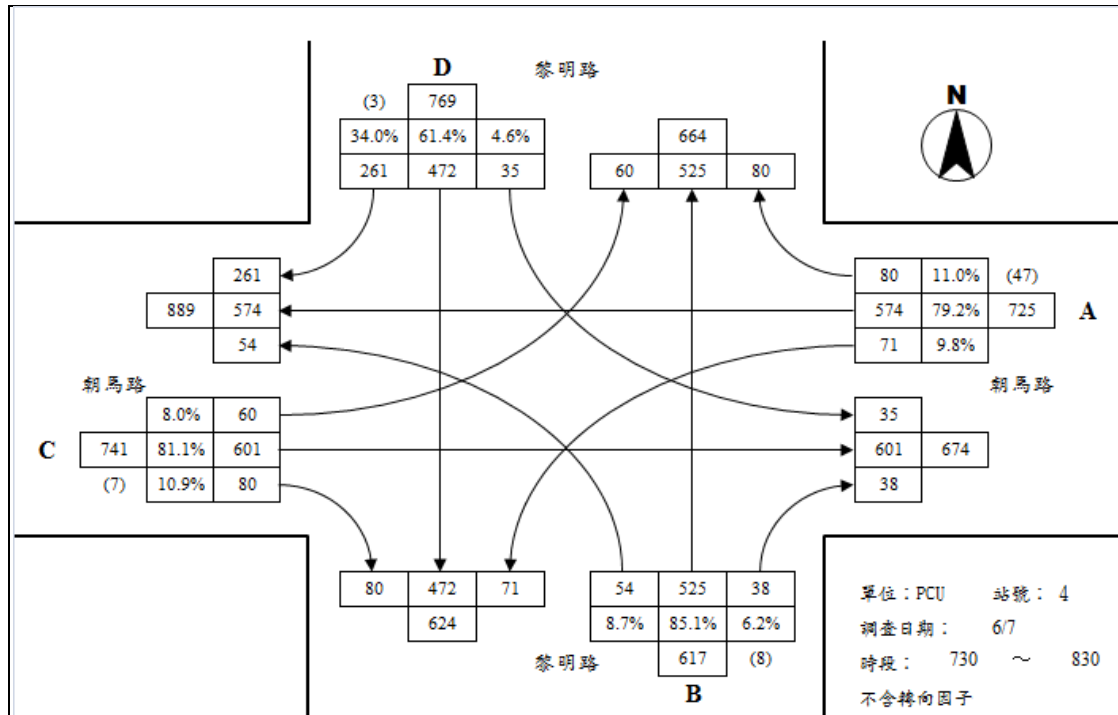 D 黎明路
(3) 769 N
34.0% 61.4% 4.6% 664
261 472 35 60 525 80
261 80 11.0% (47)
889 574 574 79.2% 725 A
54 71 9.8%
朝馬路 朝馬路
8.0% 60 35
C 741 81.1% 601 601 674
(7) 10.9% 80 38
80 472 71 54 525 38
624 8.7% 85.1% 6.2%
黎明路 617 (8)
B
單位:PCU 站號: 4
調查日期: 6/7
時段: 730 ~ 830
不含轉向因子